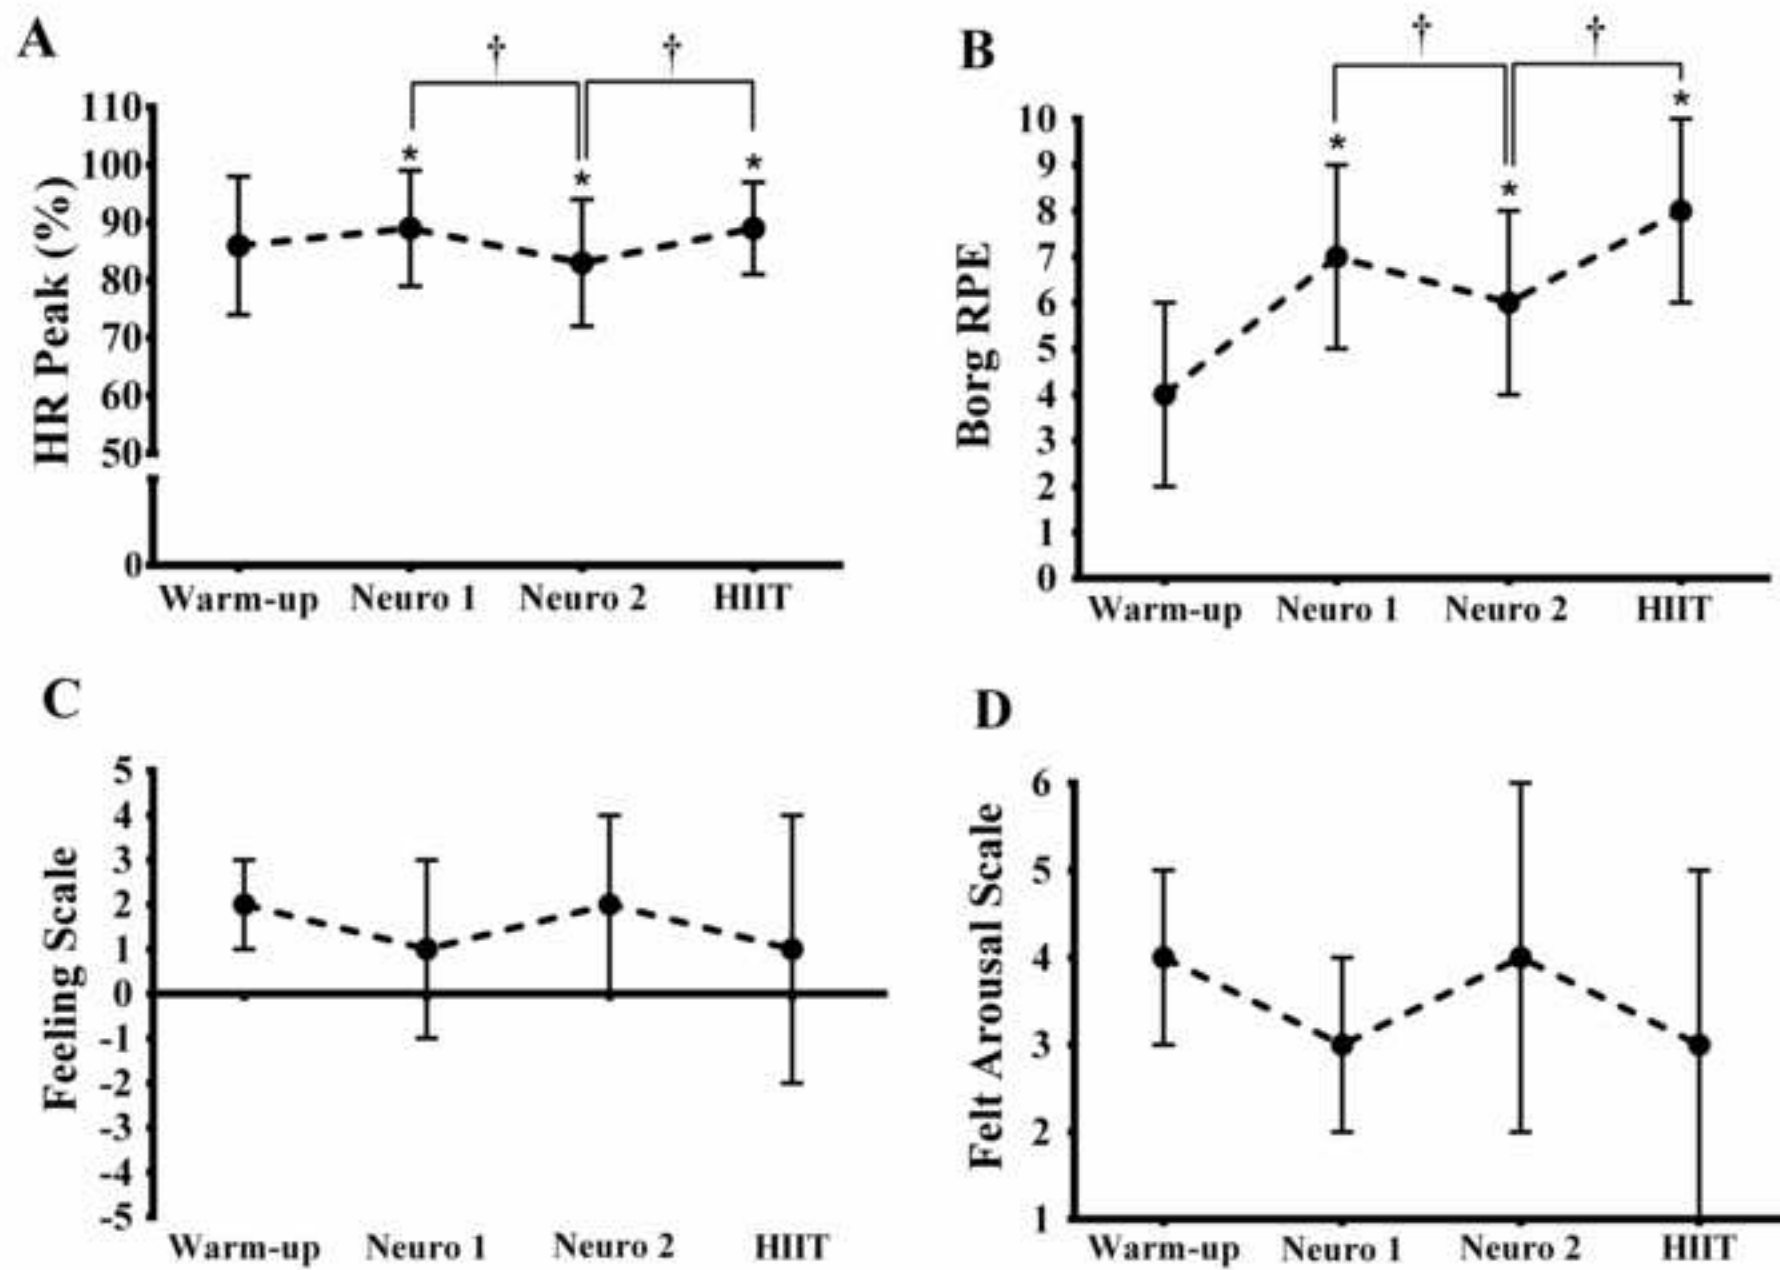 A
† †
HR Peak (%)
110
100
90
80
70
60
50
0
* * *
Warm-up Neuro 1 Neuro 2 HIIT
B
† †
Borg RPE
10
9
8
7
6
5
4
3
2
1
0
* * *
Warm-up Neuro 1 Neuro 2 HIIT
C
Feeling Scale
5
4
3
2
1
0
-1
-2
-3
-4
-5
Warm-up Neuro 1 Neuro 2 HIIT
D
Felt Arousal Scale
6
5
4
3
2
1
Warm-up Neuro 1 Neuro 2 HIIT